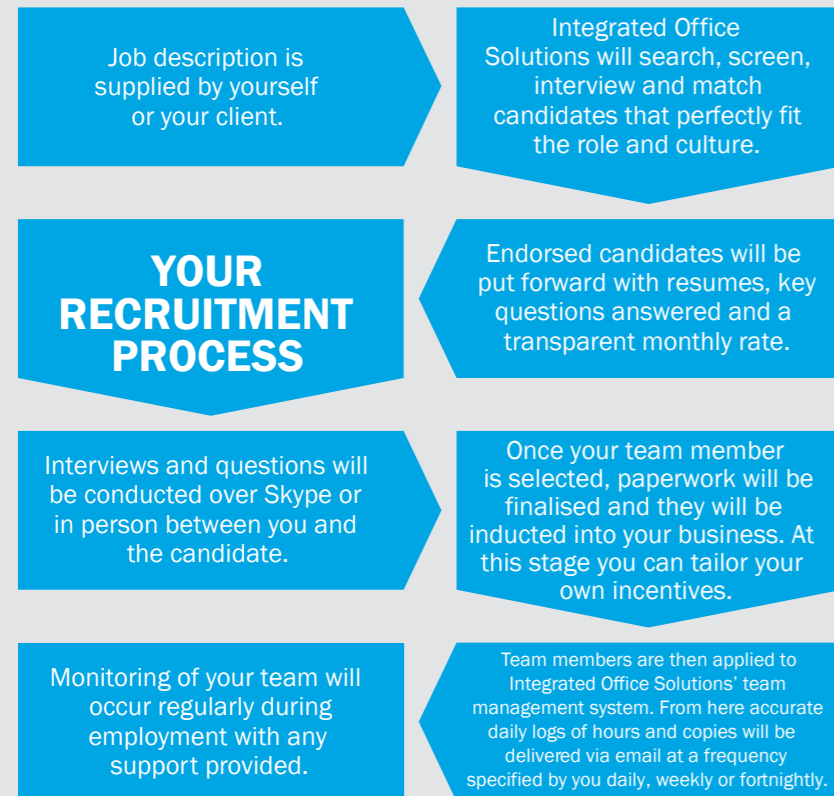 Job description is
supplied by yourself
or your client.
Integrated Office
Solutions will search, screen,
interview and match
candidates that perfectly fit
the role and culture.
Endorsed candidates will be
put forward with resumes, key
questions answered and a
transparent monthly rate.
YOUR
RECRUITMENT
PROCESS
Interviews and questions will
be conducted over Skype or
in person between you and
the candidate.
Once your team member
is selected, paperwork will be
finalised and they will be
inducted into your business. At
this stage you can tailor your
own incentives.
Team members are then applied to
Integrated Office Solutions’ team
management system. From here accurate
daily logs of hours and copies will be
delivered via email at a frequency
specified by you daily, weekly or fortnightly.
Monitoring of your team will
occur regularly during
employment with any
support provided.